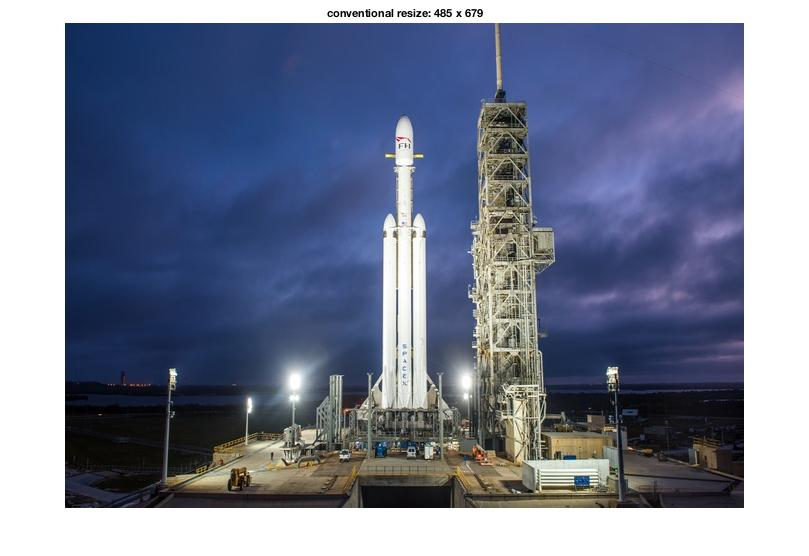 conventional resize: 485 x 679
FH
SPACEX